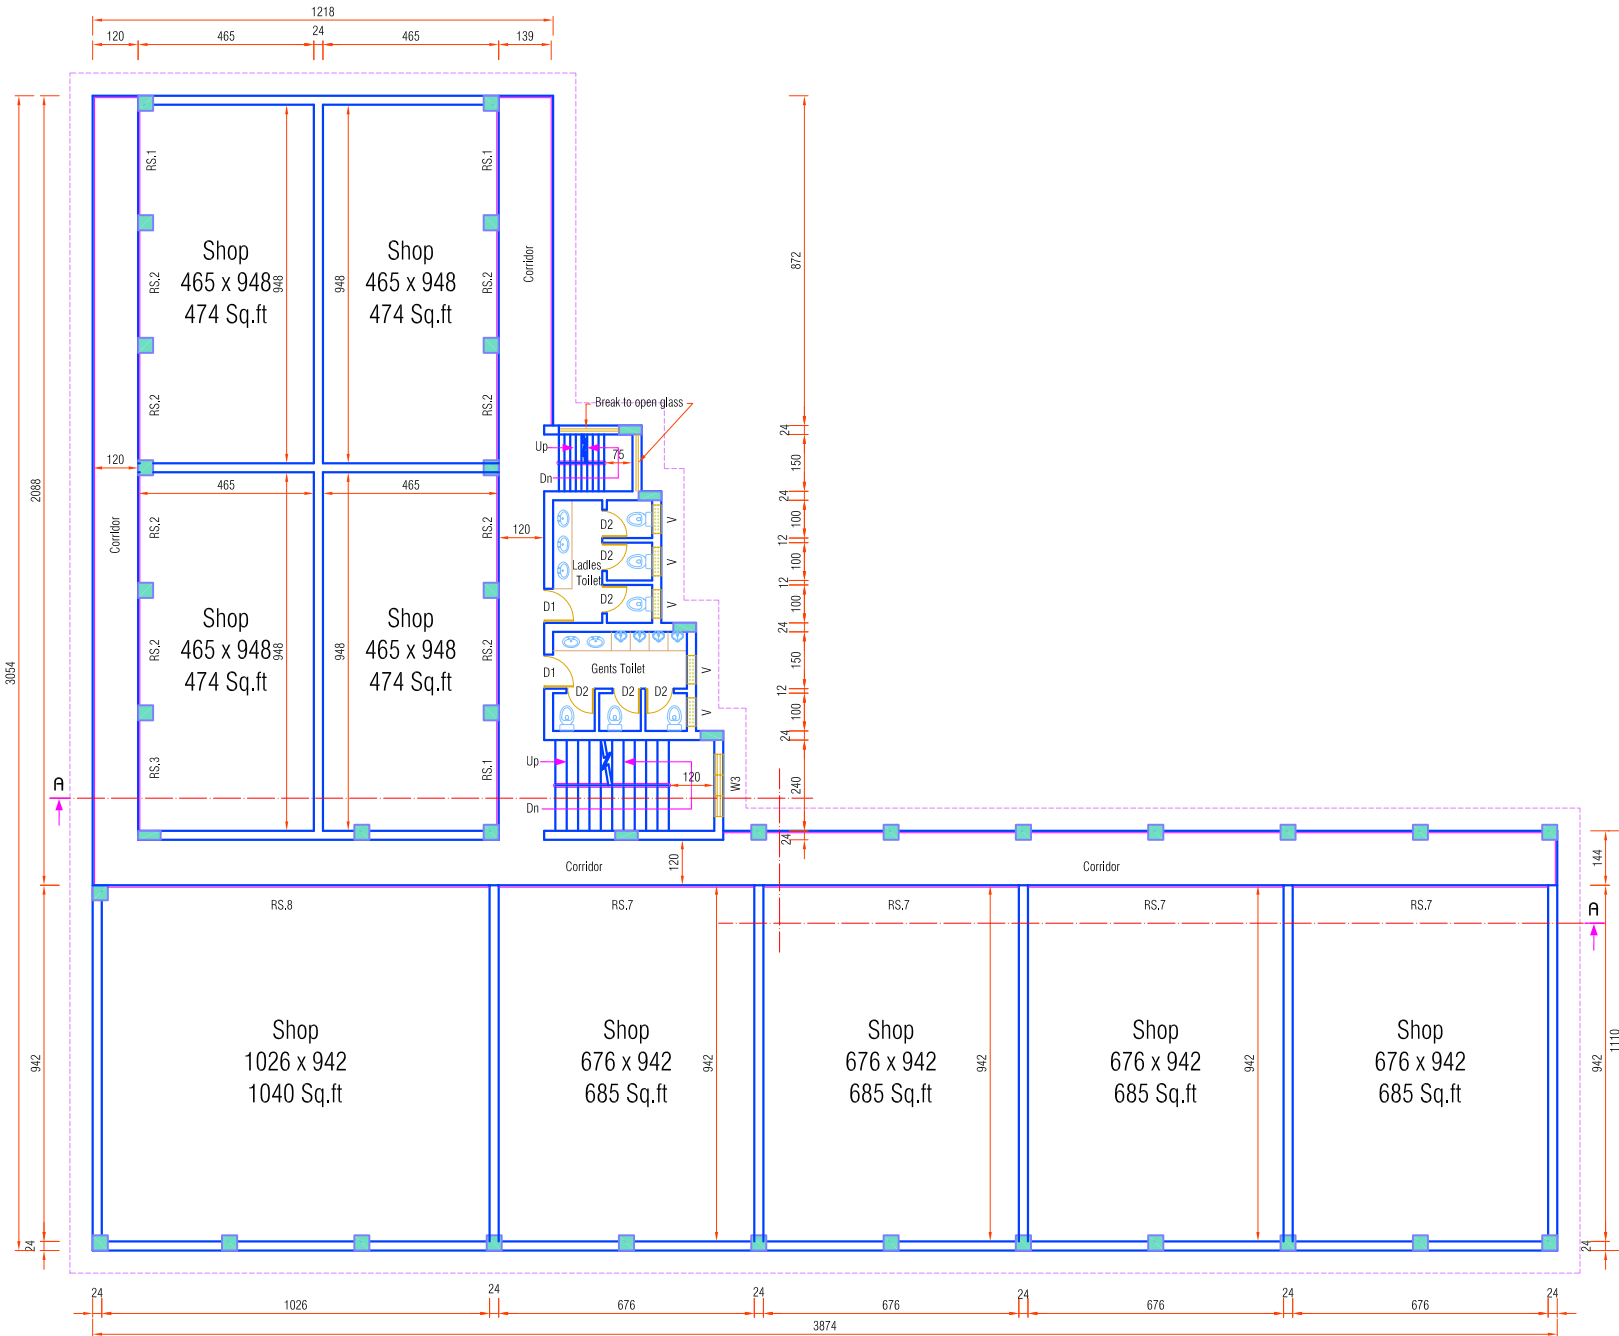 1218
120
465
24
465
139
RS.1
RS.1
Shop
465 x 948
474 Sq.ft
Shop
465 x 948
474 Sq.ft
948
948
Corridor
872
RS.2
RS.2
RS.2
RS.2
Break to open glass
Up
75
Dn
24
150
24
120
465
465
2088
3054
Corridor
RS.2
RS.2
120
D2
V
D2
V
Ladies
Toilet
D2
V
D1
100
12
100
12
100
24
Shop
465 x 948
474 Sq.ft
Shop
465 x 948
474 Sq.ft
948
948
RS.2
RS.2
D1
Gents Toilet
V
D2
D2
D2
V
150
12
100
24
RS.3
RS.1
Up
120
W3
Dn
240
A
24
120
Corridor
Corridor
144
RS.8
RS.7
RS.7
RS.7
RS.7
A
Shop
1026 x 942
1040 Sq.ft
Shop
676 x 942
685 Sq.ft
Shop
676 x 942
685 Sq.ft
Shop
676 x 942
685 Sq.ft
Shop
676 x 942
685 Sq.ft
942
942
942
942
942
1110
24
24
24
1026
24
676
24
676
24
676
24
676
24
3874